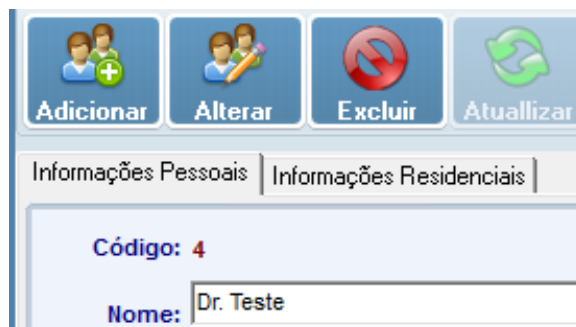 Adicionar Alterar Excluir Atuallizar
Informações Pessoais Informações Residenciais
Código: 4
Nome: Dr. Teste